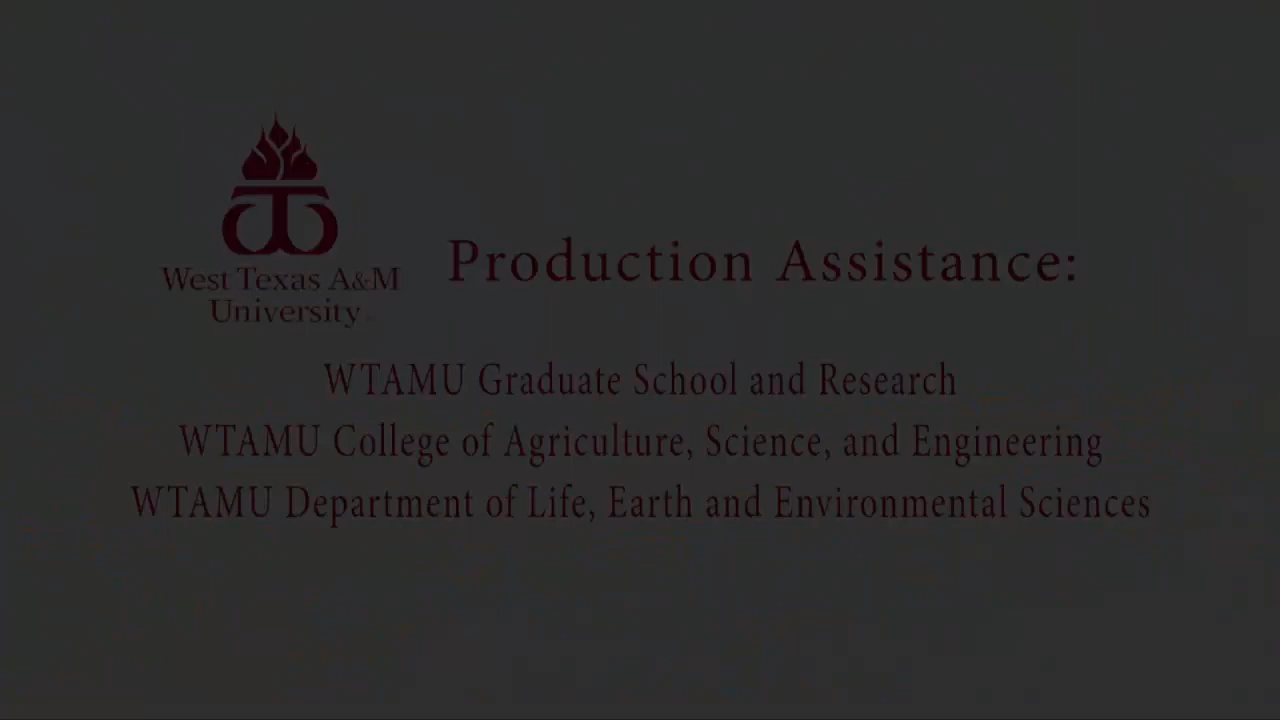 West Texas A&M
University
Production Assistance:
WTAMU Graduate School and Research
WTAMU College of Agriculture, Science, and Engineering
WTAMU Department of Life, Earth and Environmental Sciences